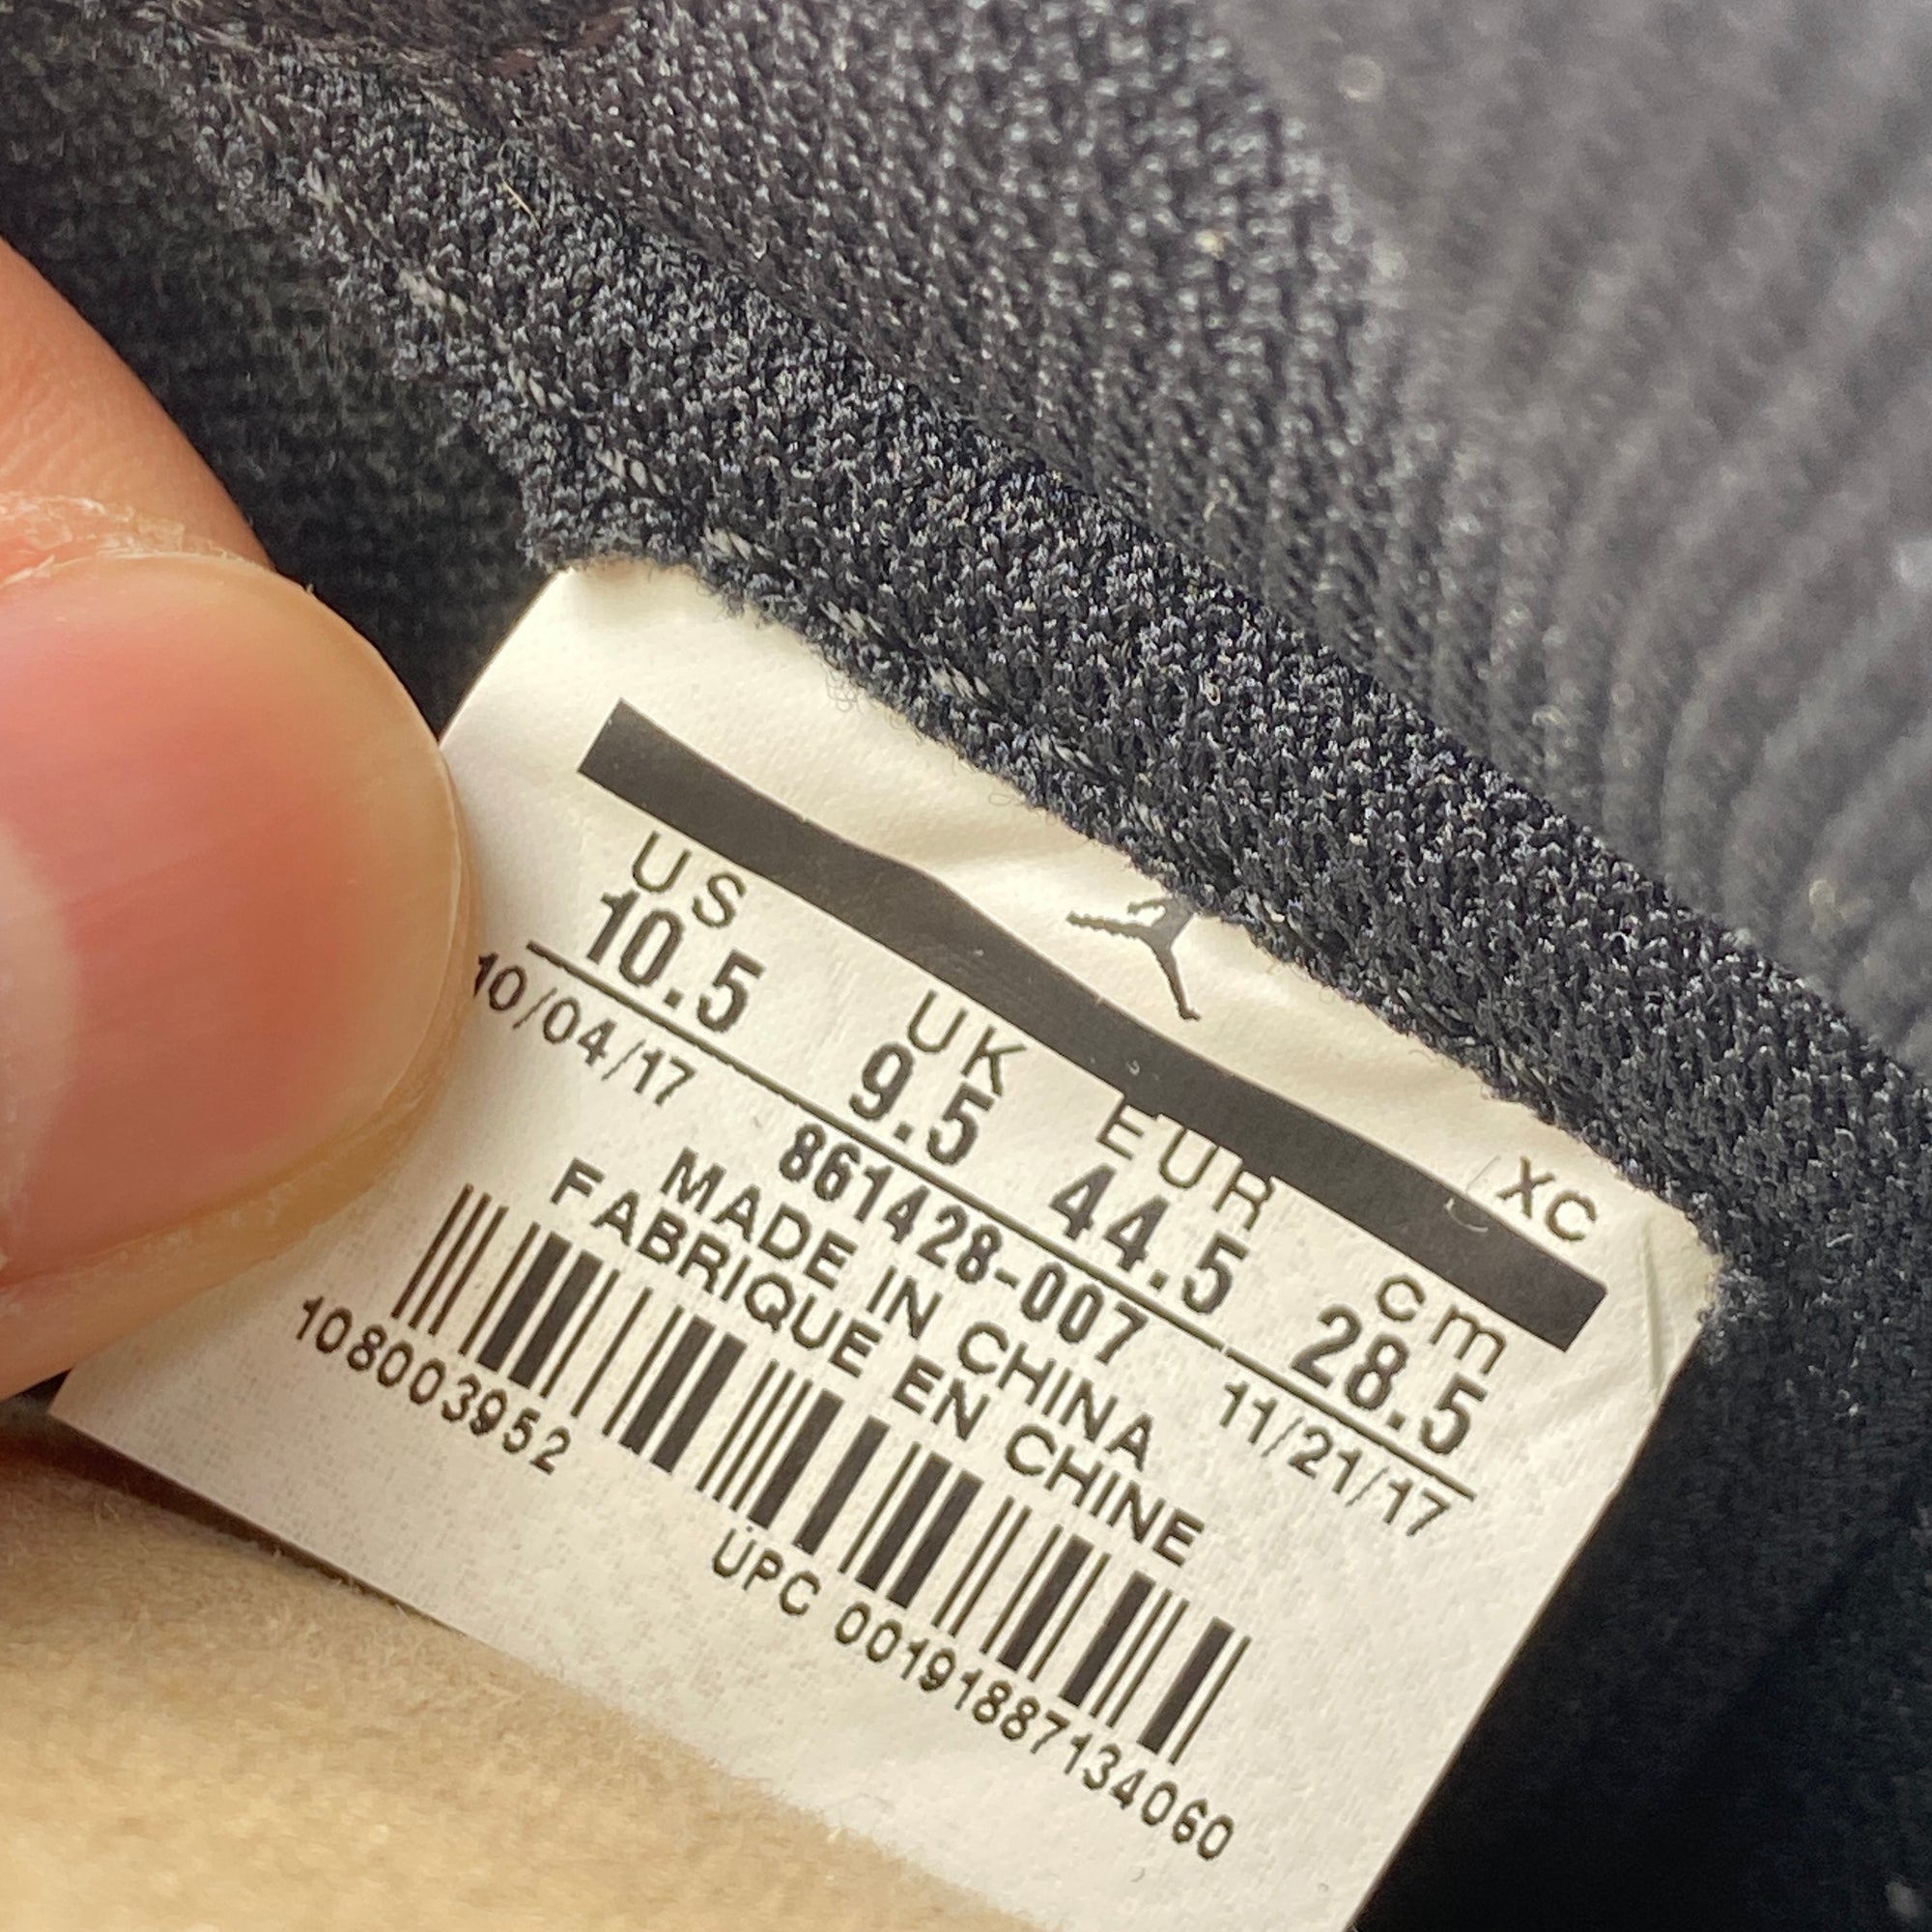 XC
US UK EUR cm
10.5 9.5 44.5 28.5
10/04/17 861428-007 11/21/17
MADE IN CHINA
FABRIQUE EN CHINE
1080003952
UPC 00191887134060